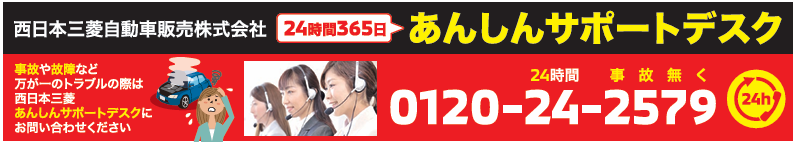 西日本三菱自動車販売株式会社 24時間365日 あんしんサポートデスク
事故や故障など
万が一のトラブルの際は
西日本三菱
あんしんサポートデスクに
お問い合わせください
24時間 事故無く
0120-24-2579
24h